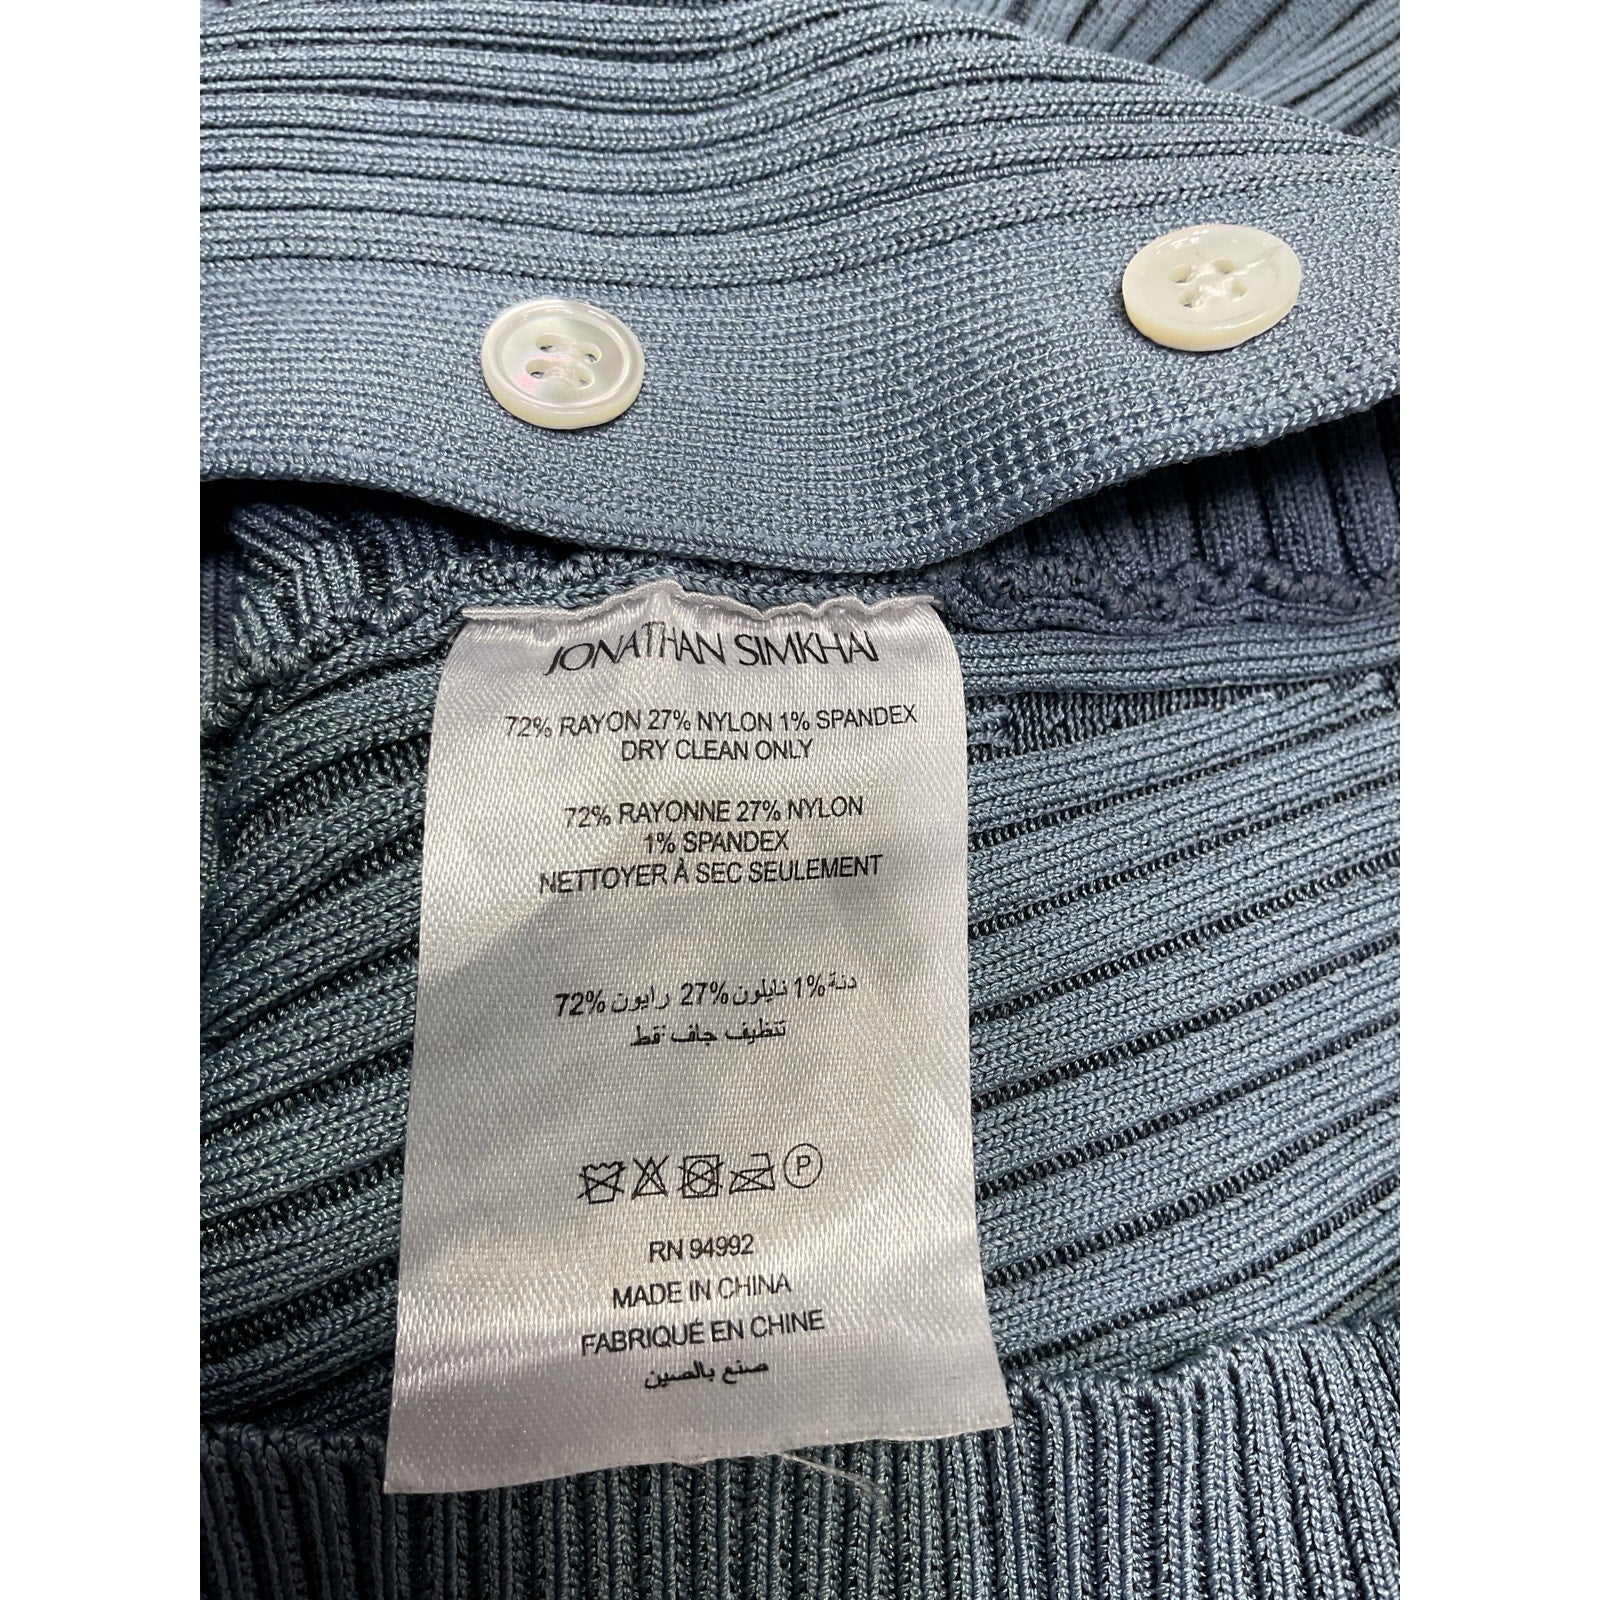 JONATHAN SIMKHAI
72% RAYON 27% NYLON 1% SPANDEX
DRY CLEAN ONLY
72% RAYONNE 27% NYLON
1% SPANDEX
NETTOYER À SEC SEULEMENT
72% رايون 27% نايلون 1% دنة
تنظيف جاف فقط
P
RN 94992
MADE IN CHINA
FABRIQUÉ EN CHINE
صنع بالصين